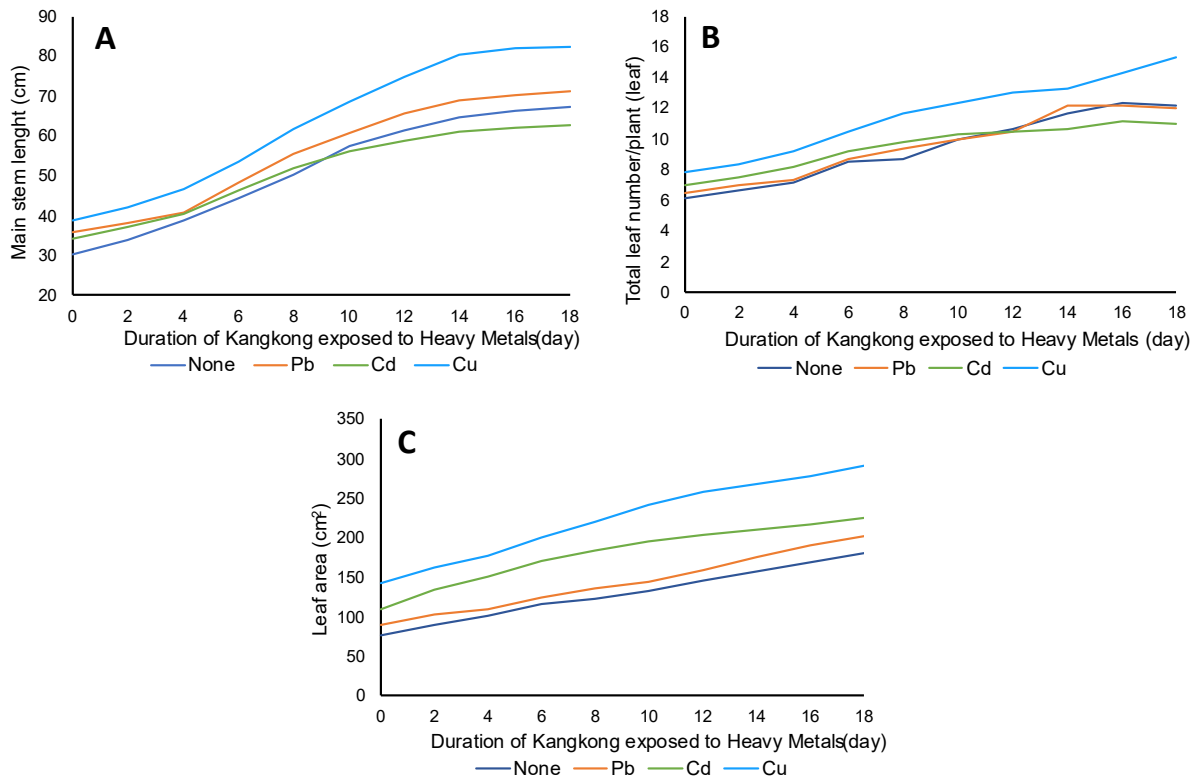 A
Main stem lenght (cm)
90
80
70
60
50
40
30
20
0 2 4 6 8 10 12 14 16 18
Duration of Kangkong exposed to Heavy Metals(day)
None Pb Cd Cu
B
Total leaf number/plant (leaf)
18
16
14
12
10
8
6
4
2
0
0 2 4 6 8 10 12 14 16 18
Duration of Kangkong exposed to Heavy Metals (day)
None Pb Cd Cu
C
Leaf area (cm²)
350
300
250
200
150
100
50
0
0 2 4 6 8 10 12 14 16 18
Duration of Kangkong exposed to Heavy Metals(day)
None Pb Cd Cu